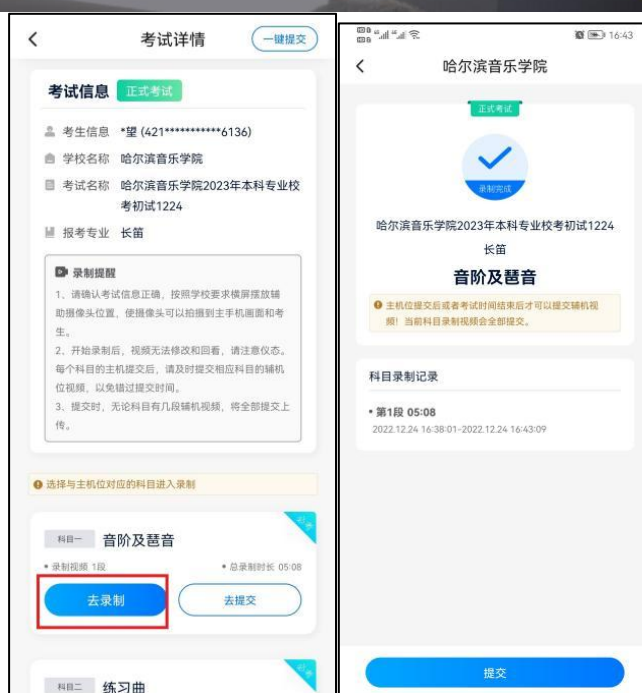 考试详情
一键提交
考试信息
正式考试
考生信息 *望 (421***********6136)
学校名称 哈尔滨音乐学院
考试名称 哈尔滨音乐学院2023年本科专业校
考初试1224
报考专业 长笛
录制提醒
1、请确认考试信息正确，按照学校要求横屏摆放辅
助摄像头位置，使摄像头可以拍摄到主手机画面和考
生。
2、开始录制后，视频无法修改和回看，请注意仪态。
每个科目的主机提交后，请及时提交相应科目的辅机
位视频，以免错过提交时间。
3、提交时，无论科目有几段辅机视频，将全部提交上
传。
选择与主机位对应的科目进入录制
科目一 音阶及琶音
• 录制视频 1段
• 总录制时长 05:08
去录制
去提交
科目二 练习曲
16:43
哈尔滨音乐学院
正式考试
录制完成
哈尔滨音乐学院2023年本科专业校考初试1224
长笛
音阶及琶音
主机位提交后或者考试时间结束后才可以提交辅机视
频！当前科目录制视频会全部提交。
科目录制记录
• 第1段 05:08
2022.12.24 16:38:01-2022.12.24 16:43:09
提交